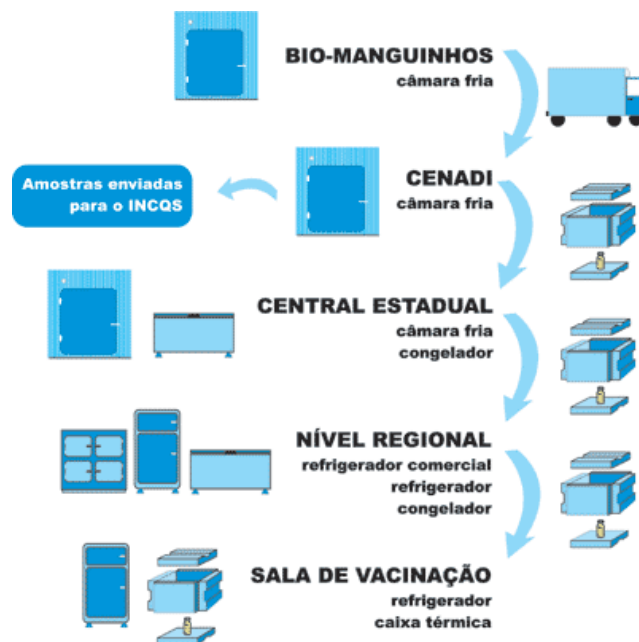 BIO-MANGUINHOS
câmara fria
CENADI
câmara fria
Amostras enviadas
para o INCQS
CENTRAL ESTADUAL
câmara fria
congelador
NÍVEL REGIONAL
refrigerador comercial
refrigerador
congelador
SALA DE VACINAÇÃO
refrigerador
caixa térmica